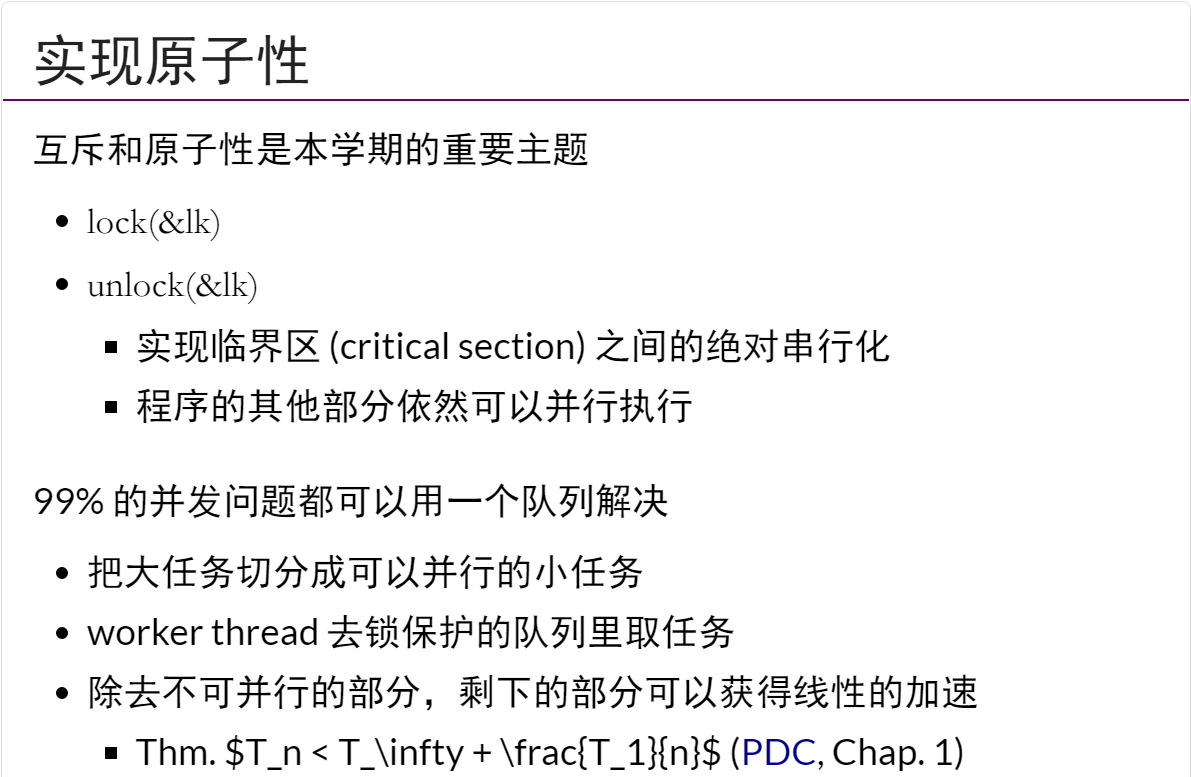 实现原子性
互斥和原子性是本学期的重要主题
lock(&lk)
unlock(&lk)
实现临界区 (critical section) 之间的绝对串行化
程序的其他部分依然可以并行执行
99% 的并发问题都可以用一个队列解决
把大任务切分成可以并行的小任务
worker thread 去锁保护的队列里取任务
除去不可并行的部分，剩下的部分可以获得线性的加速
Thm. $T_n < T_\infty + \frac{T_1}{n}$ (PDC, Chap. 1)